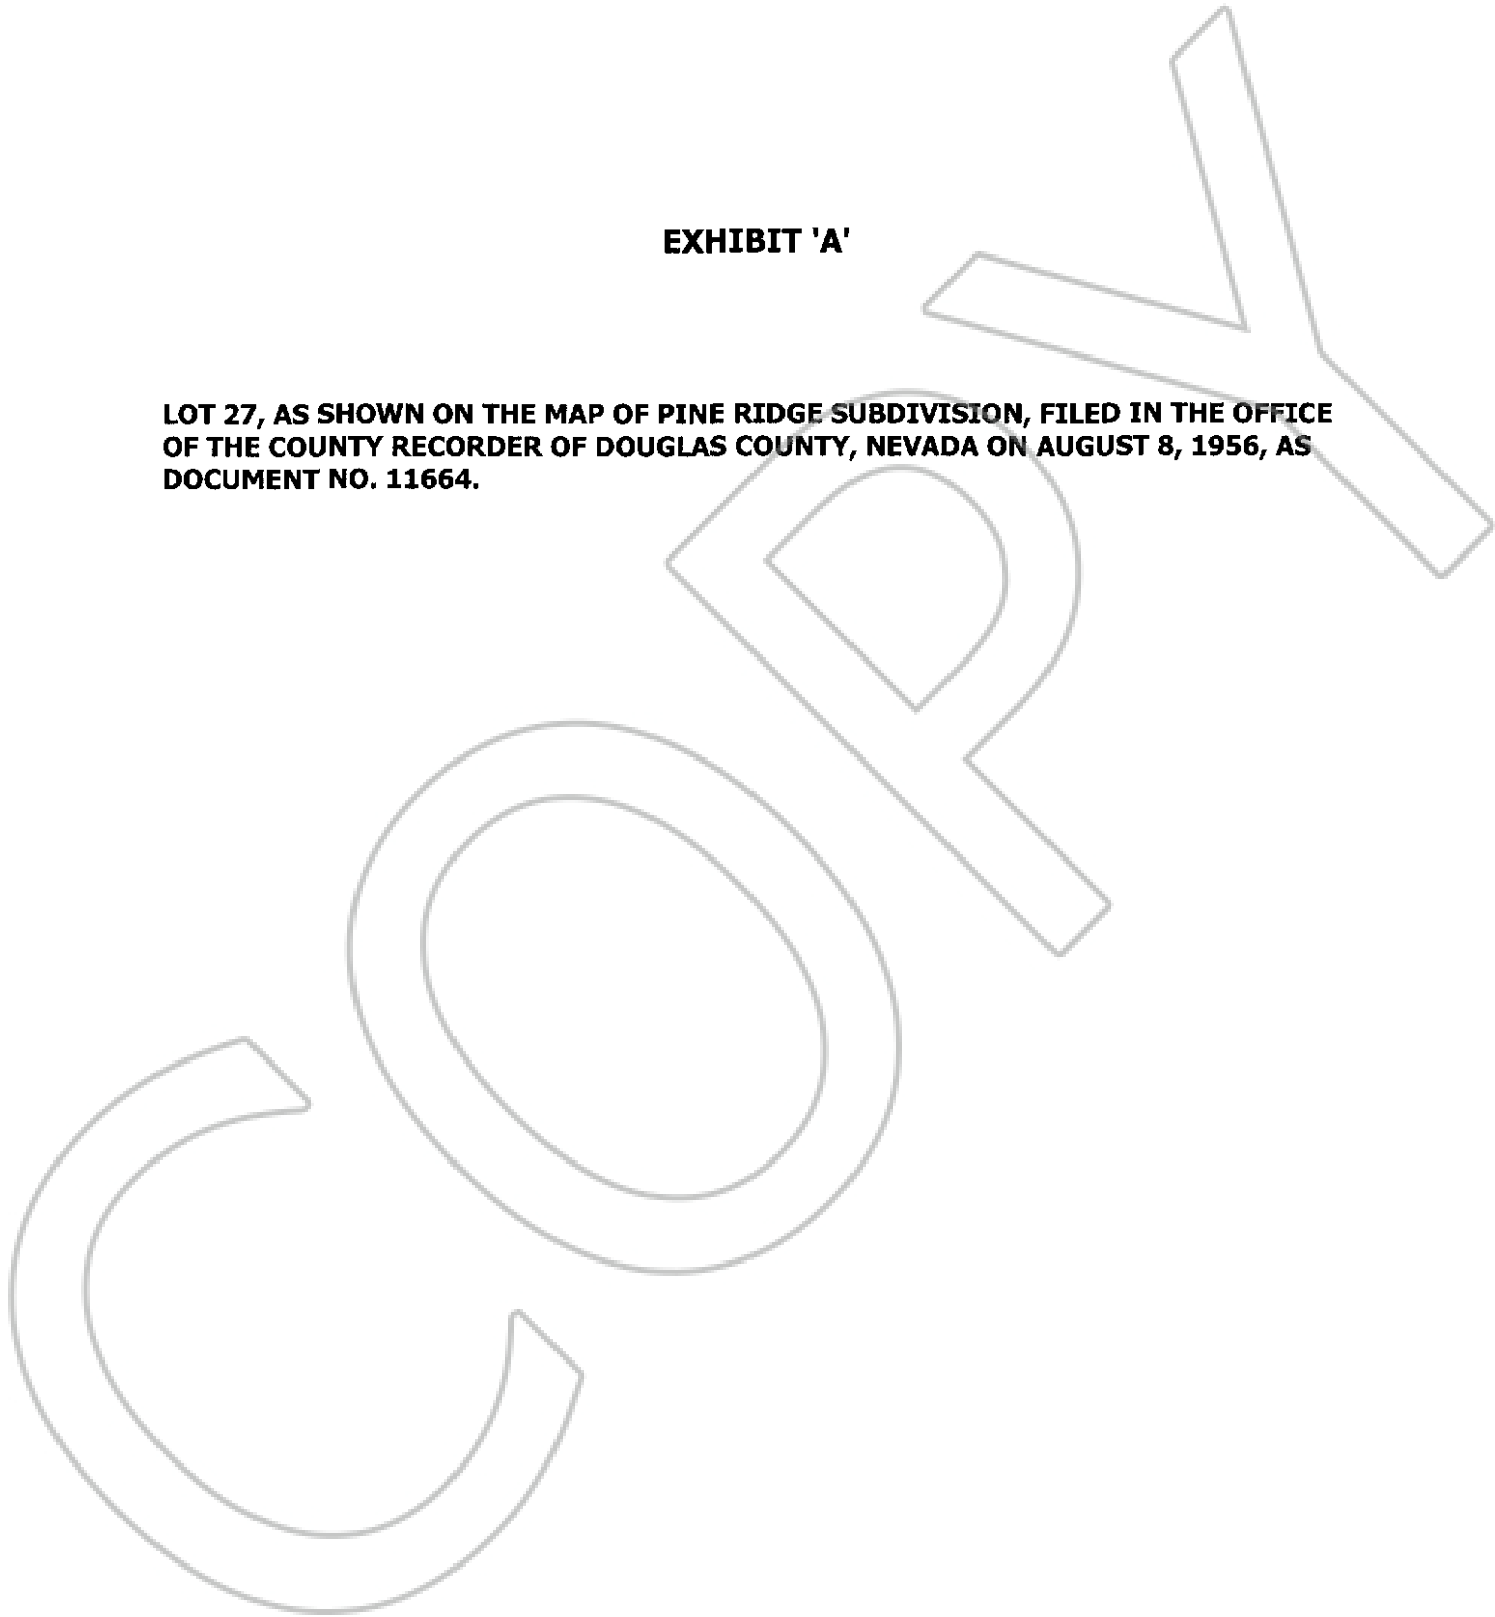 EXHIBIT 'A'
LOT 27, AS SHOWN ON THE MAP OF PINE RIDGE SUBDIVISION, FILED IN THE OFFICE
OF THE COUNTY RECORDER OF DOUGLAS COUNTY, NEVADA ON AUGUST 8, 1956, AS
DOCUMENT NO. 11664.
COPY